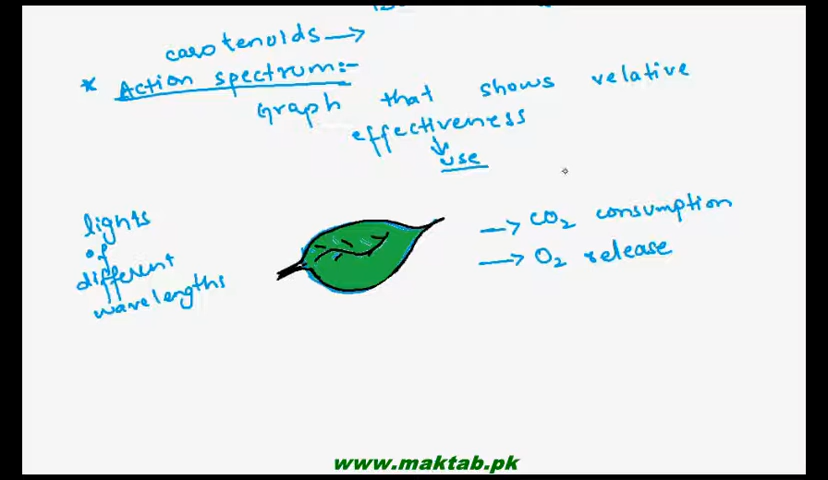 carotenoids →
* Action spectrum:-
Graph that shows relative
effectiveness
↓
use
lights
of
different
wavelengths
→ CO₂ consumption
→ O₂ release
www.maktab.pk